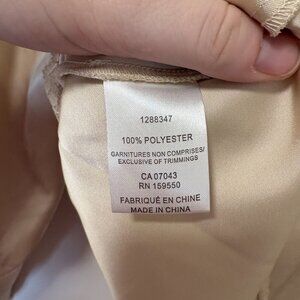 1288347
100% POLYESTER
GARNITURES NON COMPRISES/
EXCLUSIVE OF TRIMMINGS
CA 07043
RN 159550
FABRIQUÉ EN CHINE
MADE IN CHINA